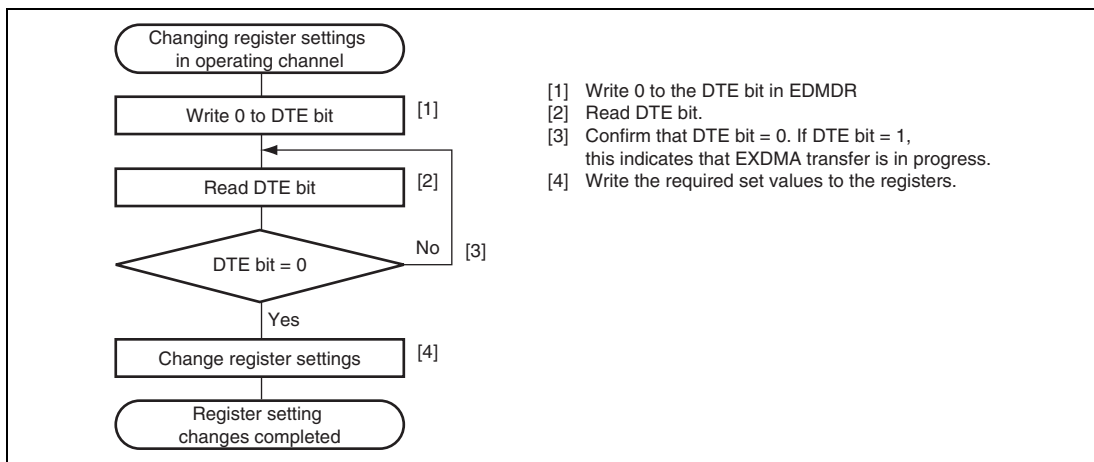 Changing register settings
in operating channel
Write 0 to DTE bit
[1]
Read DTE bit
[2]
DTE bit = 0
No
[3]
Yes
Change register settings
[4]
Register setting
changes completed
[1] Write 0 to the DTE bit in EDMDR
[2] Read DTE bit.
[3] Confirm that DTE bit = 0. If DTE bit = 1,
this indicates that EXDMA transfer is in progress.
[4] Write the required set values to the registers.